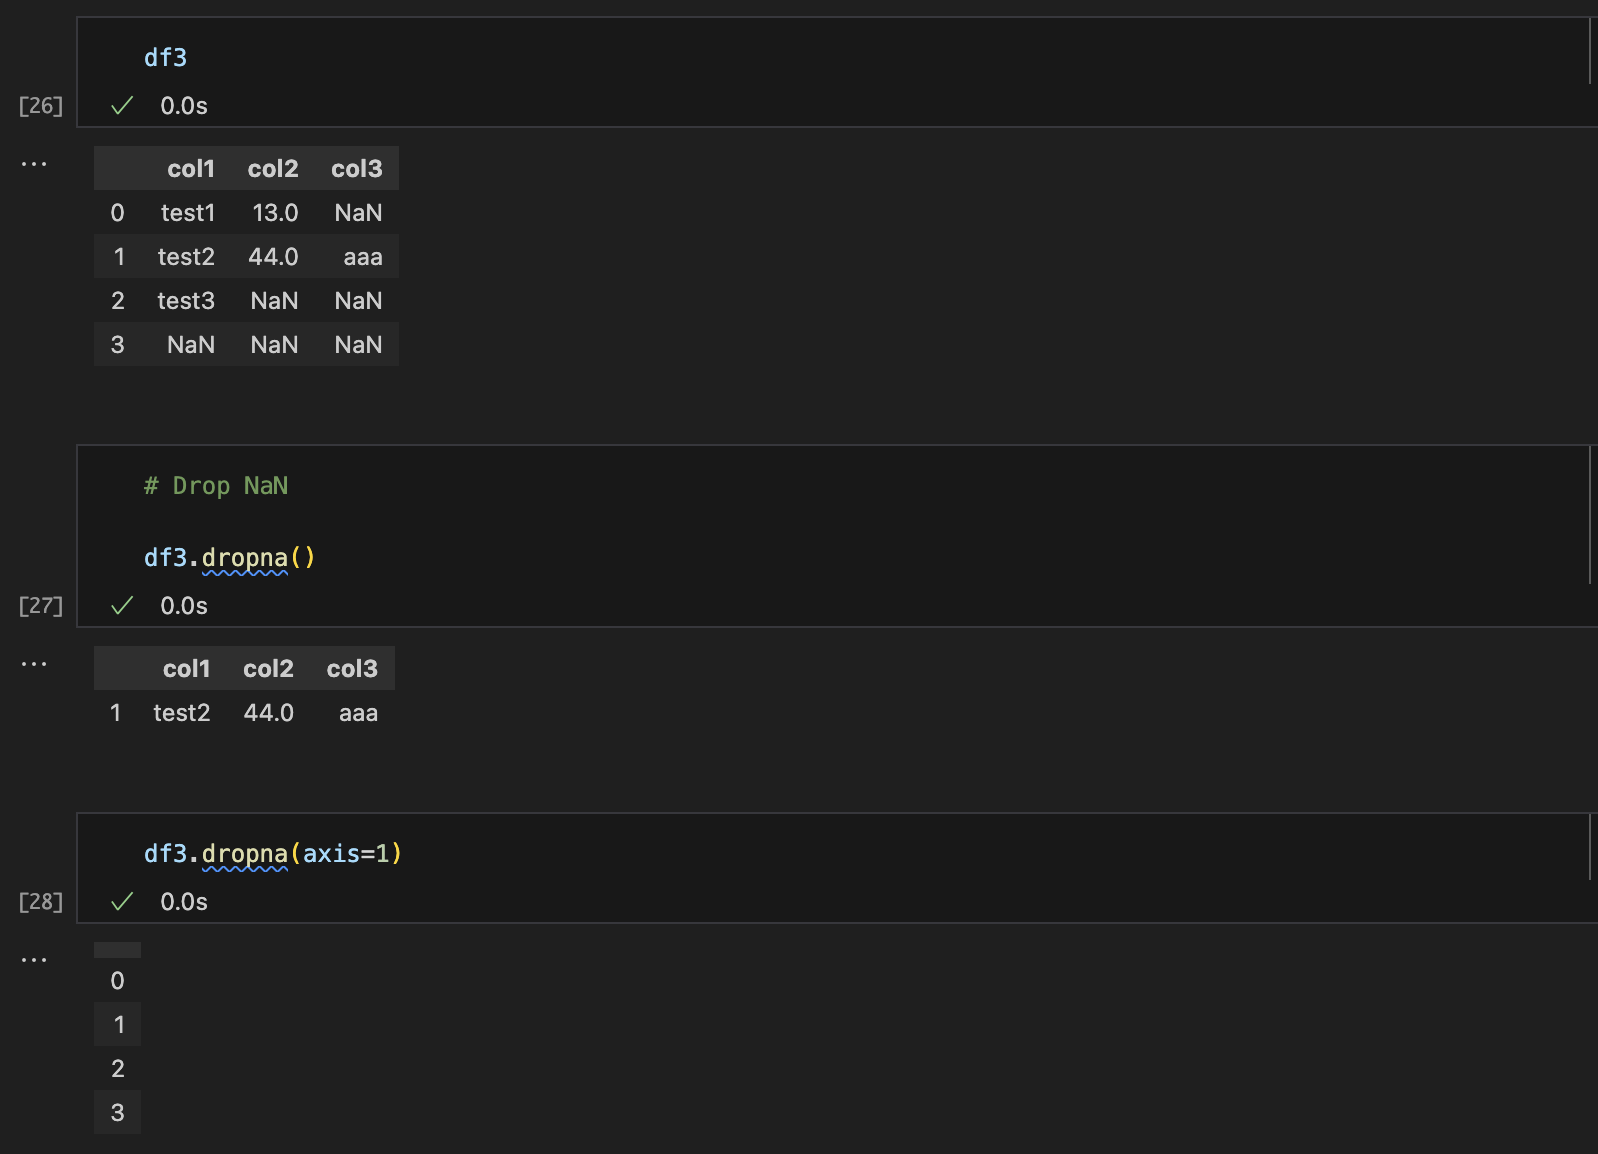 df3
[26] ✓ 0.0s
...
col1 col2 col3
0 test1 13.0 NaN
1 test2 44.0 aaa
2 test3 NaN NaN
3 NaN NaN NaN
# Drop NaN
df3.dropna()
[27] ✓ 0.0s
...
col1 col2 col3
1 test2 44.0 aaa
df3.dropna(axis=1)
[28] ✓ 0.0s
...
0
1
2
3